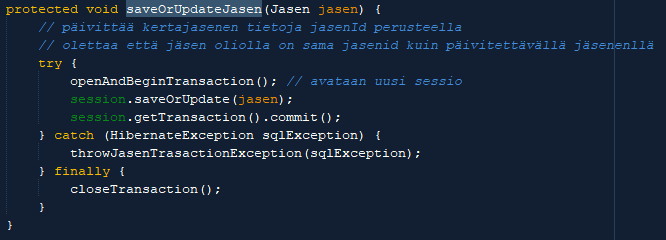 protected void saveOrUpdateJasen(Jasen jasen) {
// päivittää kertajasenen tietoja jasenId perusteella
// olettaa että jäsen oliolla on sama jasenid kuin päivitettävällä jäsenenllä
try {
openAndBeginTransaction(); // avataan uusi sessio
session.saveOrUpdate(jasen);
session.getTransaction().commit();
} catch (HibernateException sqlException) {
throwJasenTrasactionException(sqlException);
} finally {
closeTransaction();
}
}